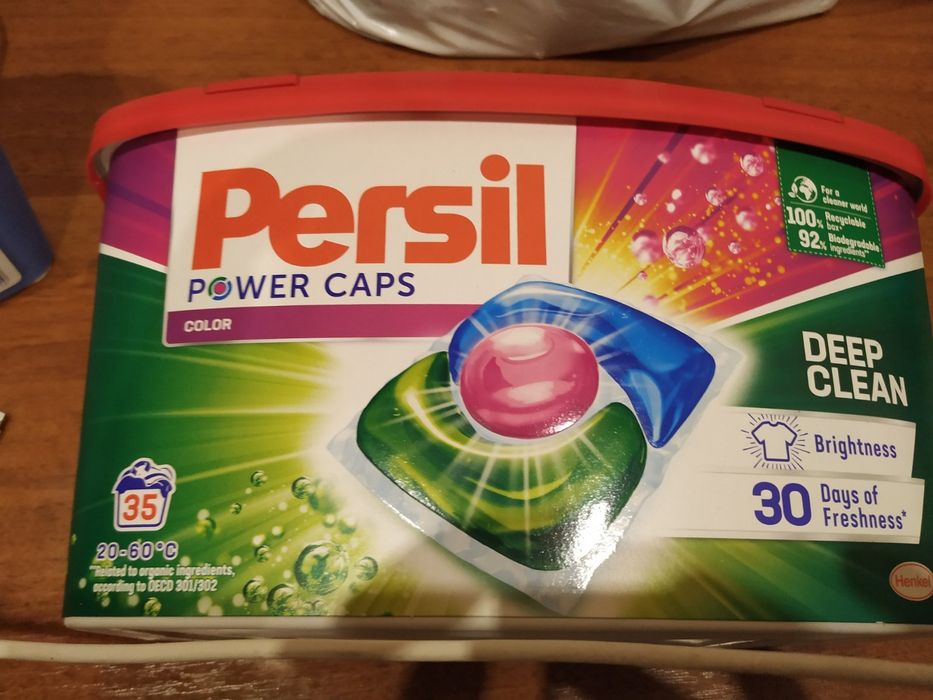 Persil
POWER CAPS
COLOR
For a
cleaner world
100% Recyclable
box*
92% Biodegradable
ingredients**
DEEP
CLEAN
Brightness
30 Days of
Freshness*
35
20-60°C
**Related to organic ingredients,
according to OECD 301/302
Henkel